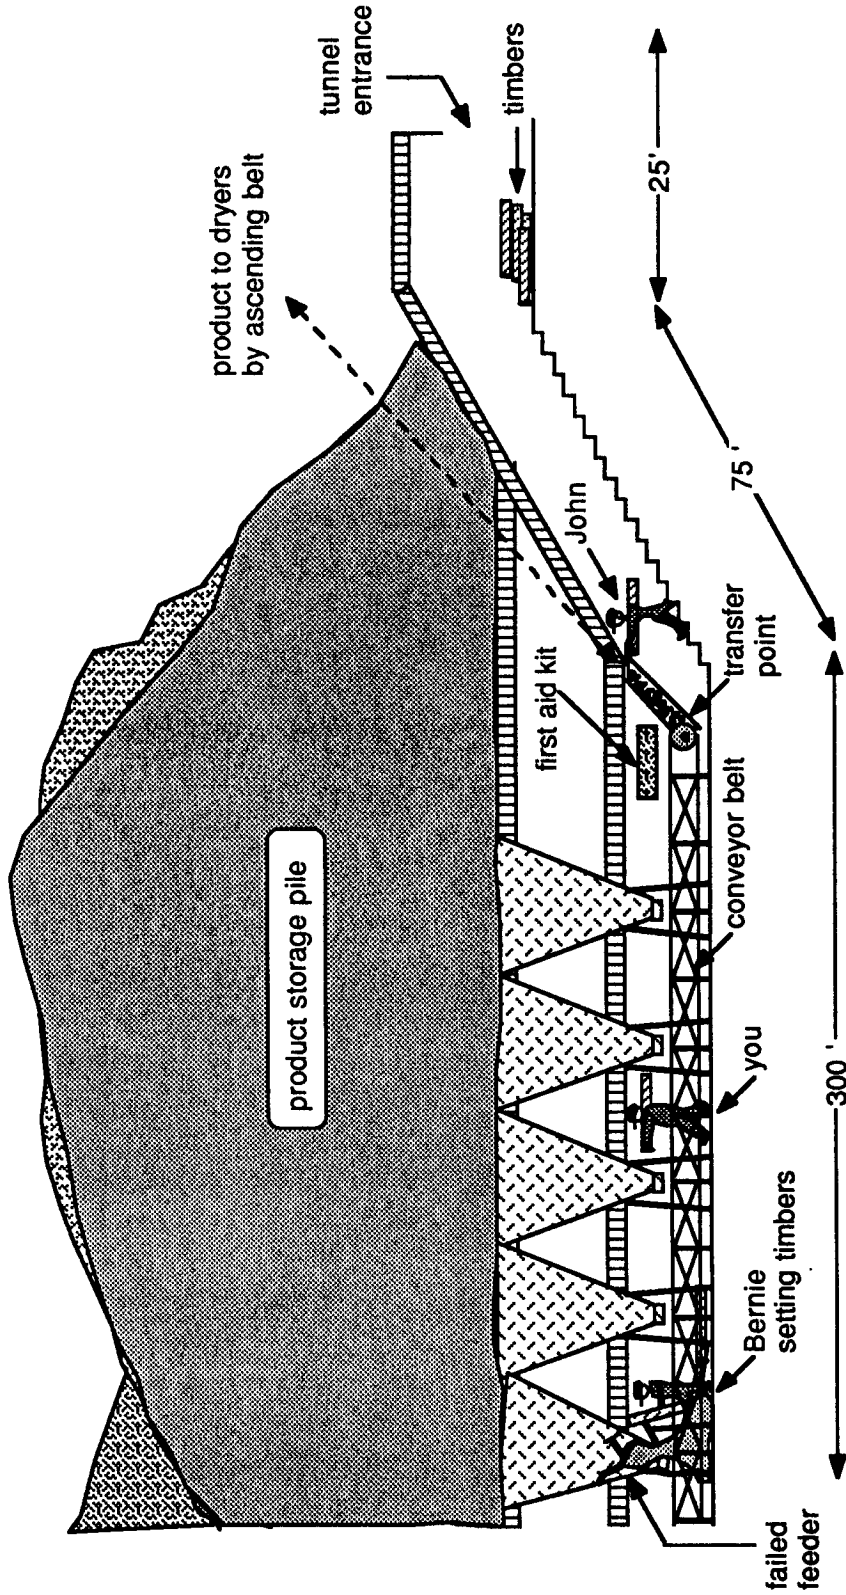 tunnel
entrance
timbers
product to dryers
by ascending belt
25'
75'
John
transfer
point
first aid kit
conveyor belt
product storage pile
you
300'
Bernie
setting timbers
failed
feeder